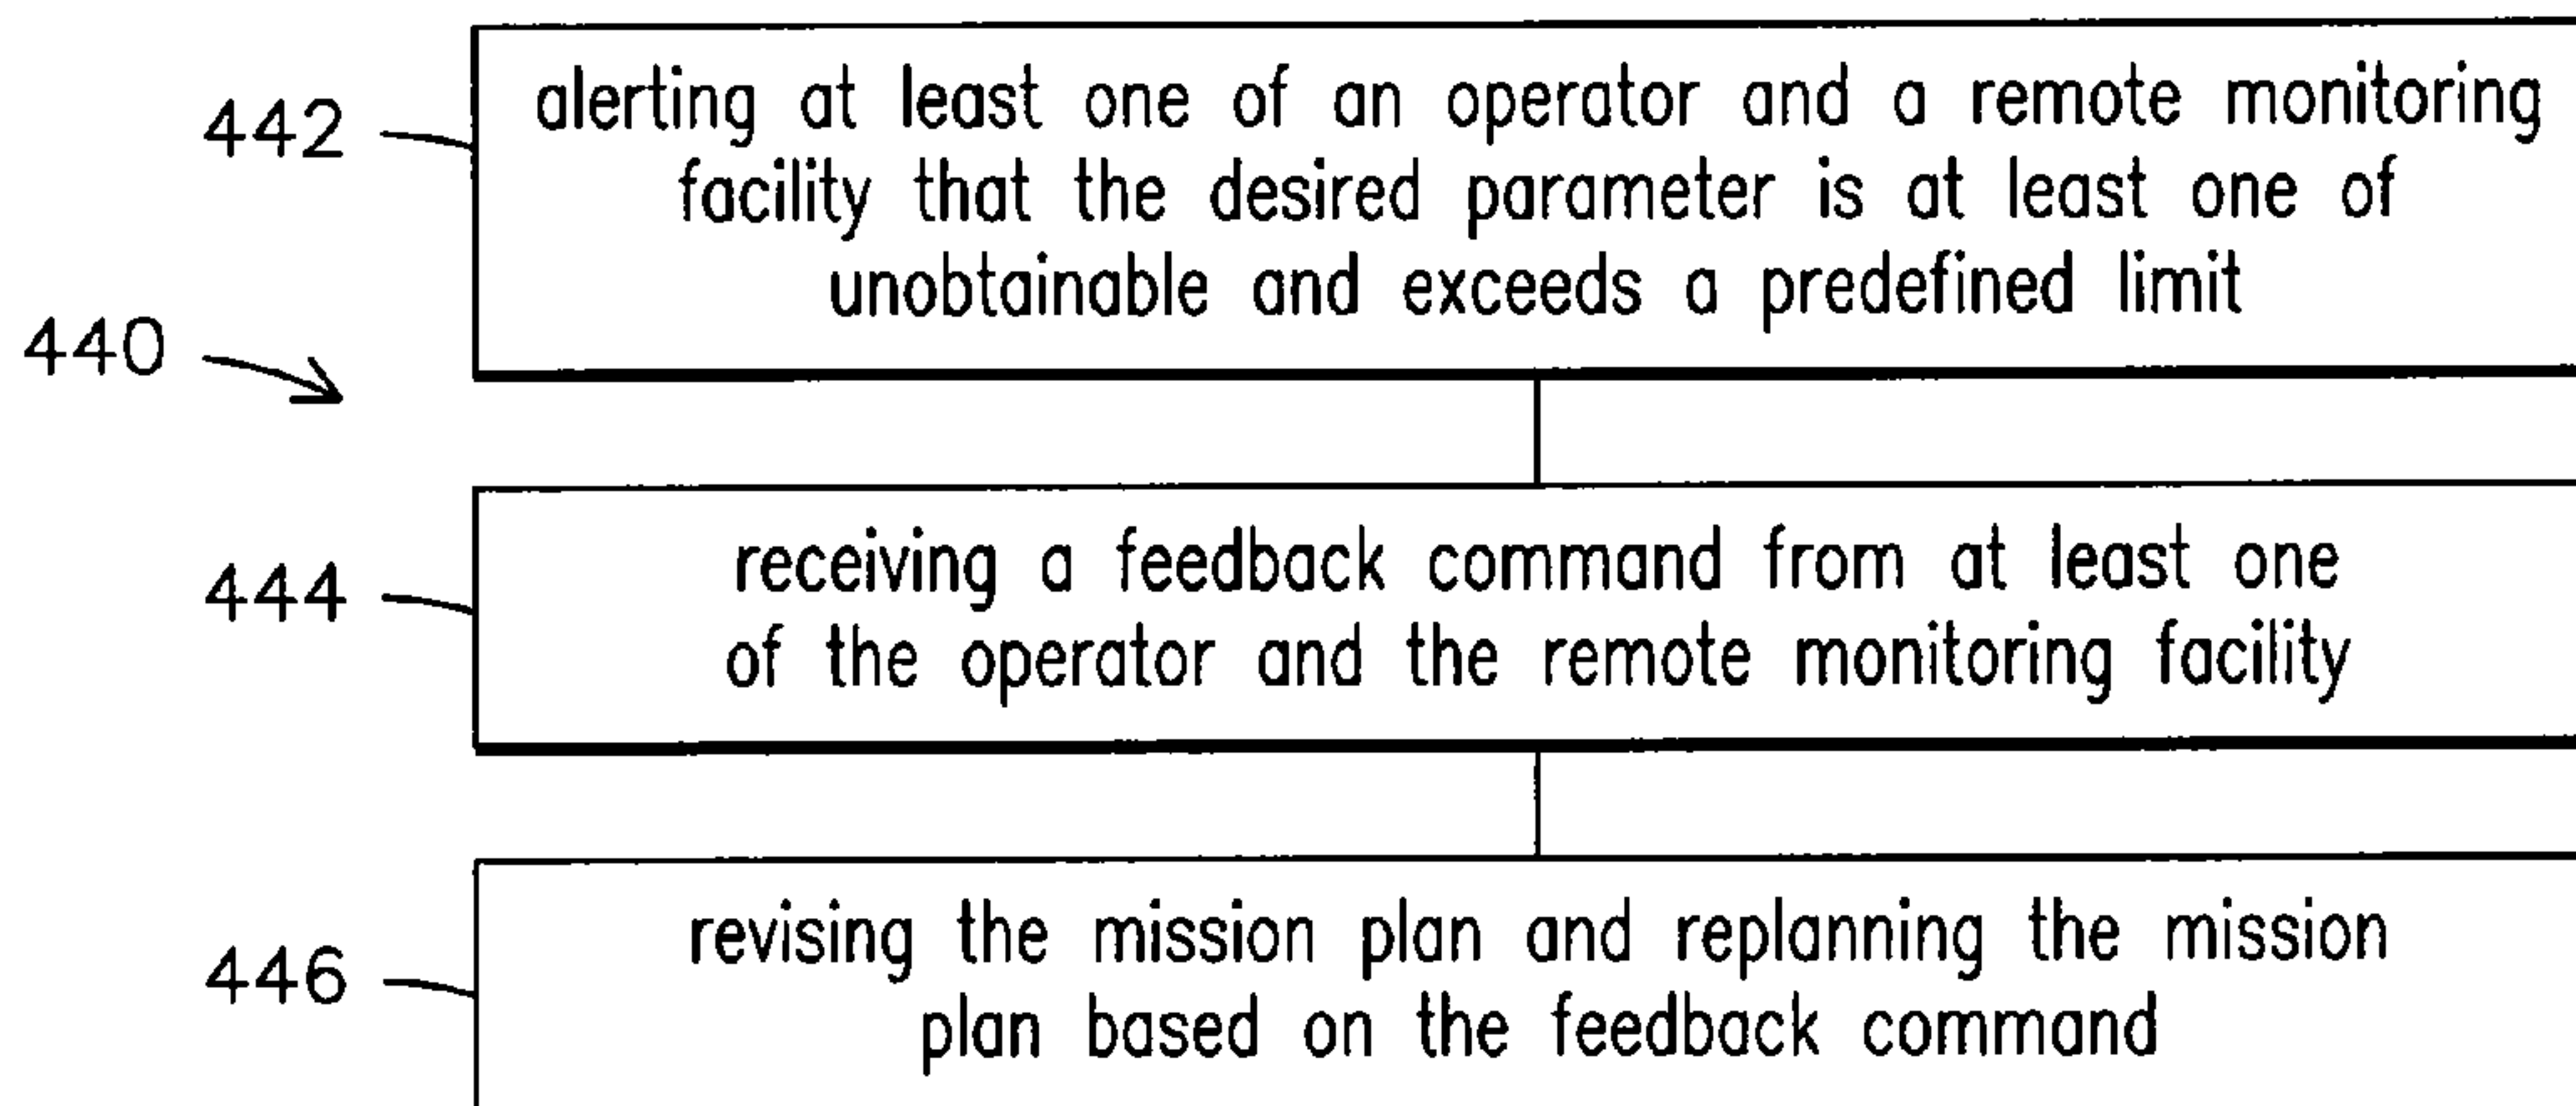 442
alerting at least one of an operator and a remote monitoring
facility that the desired parameter is at least one of
unobtainable and exceeds a predefined limit
440
444
receiving a feedback command from at least one
of the operator and the remote monitoring facility
446
revising the mission plan and replanning the mission
plan based on the feedback command